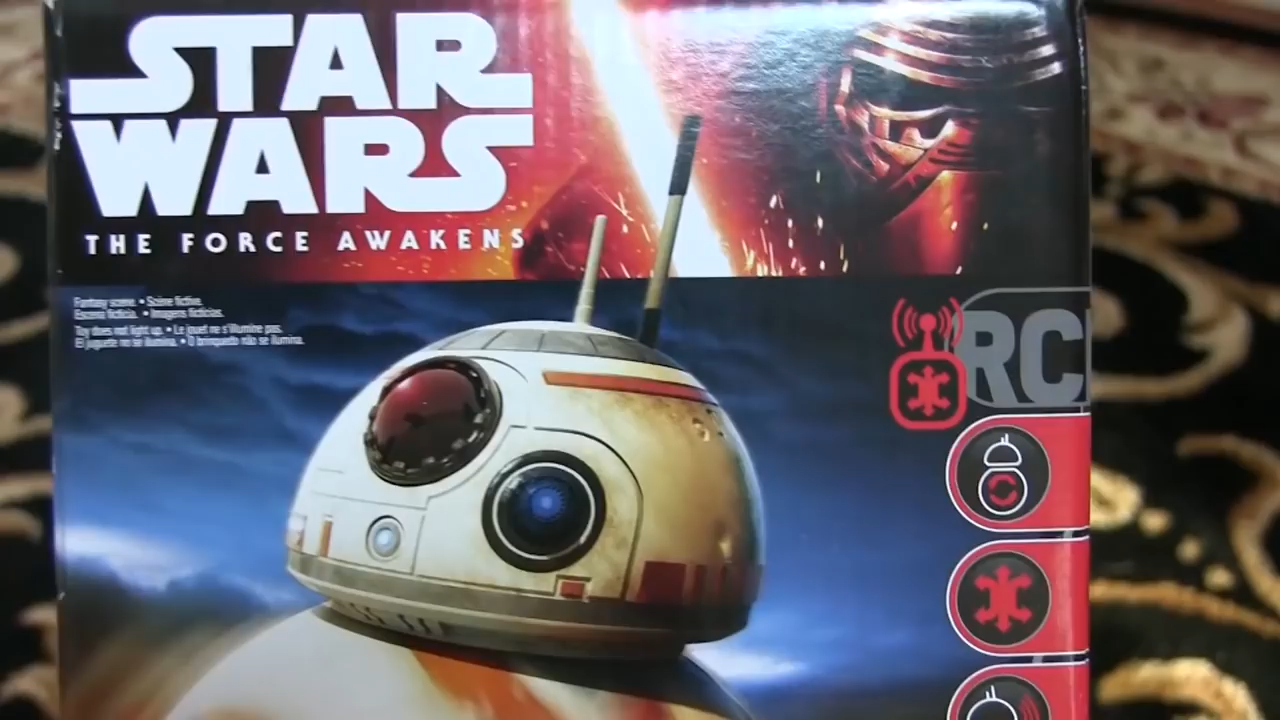 STAR
WARS
THE FORCE AWAKENS
Fantasy scene. • Scène fictive.
Escena ficticia. • Imagens fictícias.
Toy does not light up. • Le jouet ne s'illumine pas.
El juguete no se ilumina. • O brinquedo não se ilumina.
RC